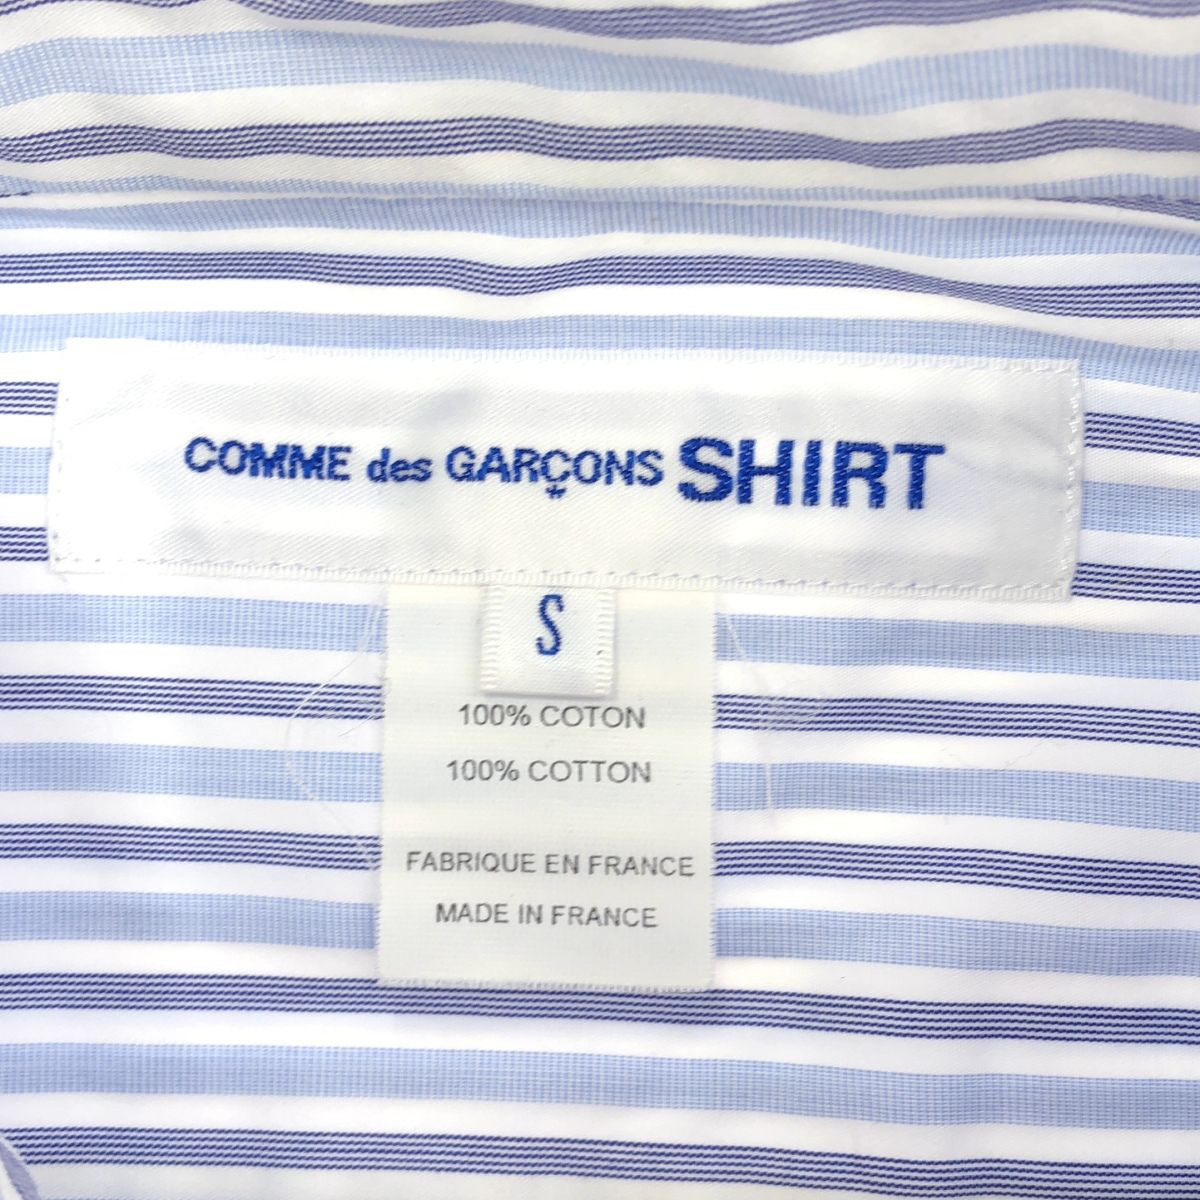 COMME des GARÇONS SHIRT
S
100% COTON
100% COTTON
FABRIQUE EN FRANCE
MADE IN FRANCE